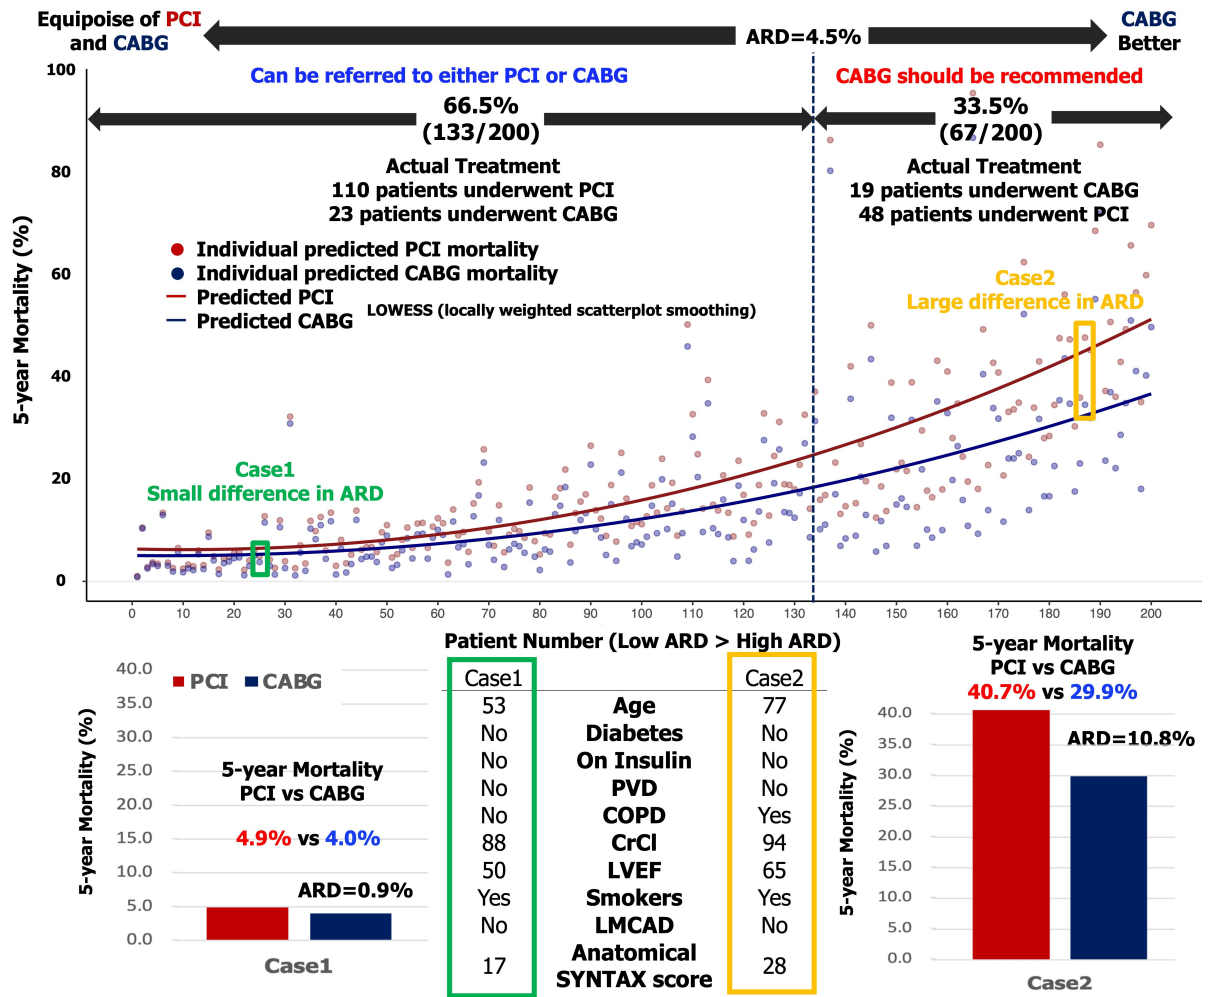 Equipoise of PCI
and CABG
ARD=4.5%
CABG
Better
Can be referred to either PCI or CABG
CABG should be recommended
66.5%
(133/200)
33.5%
(67/200)
Actual Treatment
110 patients underwent PCI
23 patients underwent CABG
Actual Treatment
19 patients underwent CABG
48 patients underwent PCI
Individual predicted PCI mortality
Individual predicted CABG mortality
Predicted PCI
Predicted CABG
LOWESS (locally weighted scatterplot smoothing)
Case2
Large difference in ARD
Case1
Small difference in ARD
5-year Mortality (%)
100
80
60
40
20
0
0 10 20 30 40 50 60 70 80 90 100 110 120 130 140 150 160 170 180 190 200
Patient Number (Low ARD > High ARD)
5-year Mortality (%)
40.0
35.0
30.0
25.0
20.0
15.0
10.0
5.0
0.0
PCI CABG
5-year Mortality
PCI vs CABG
4.9% vs 4.0%
ARD=0.9%
Case1
Case1 Case2
53 Age 77
No Diabetes No
No On Insulin No
No PVD No
No COPD Yes
88 CrCl 94
50 LVEF 65
Yes Smokers Yes
No LMCAD No
17 Anatomical 28
SYNTAX score
5-year Mortality
PCI vs CABG
40.7% vs 29.9%
ARD=10.8%
5-year Mortality (%)
40.0
35.0
30.0
25.0
20.0
15.0
10.0
5.0
0.0
Case2